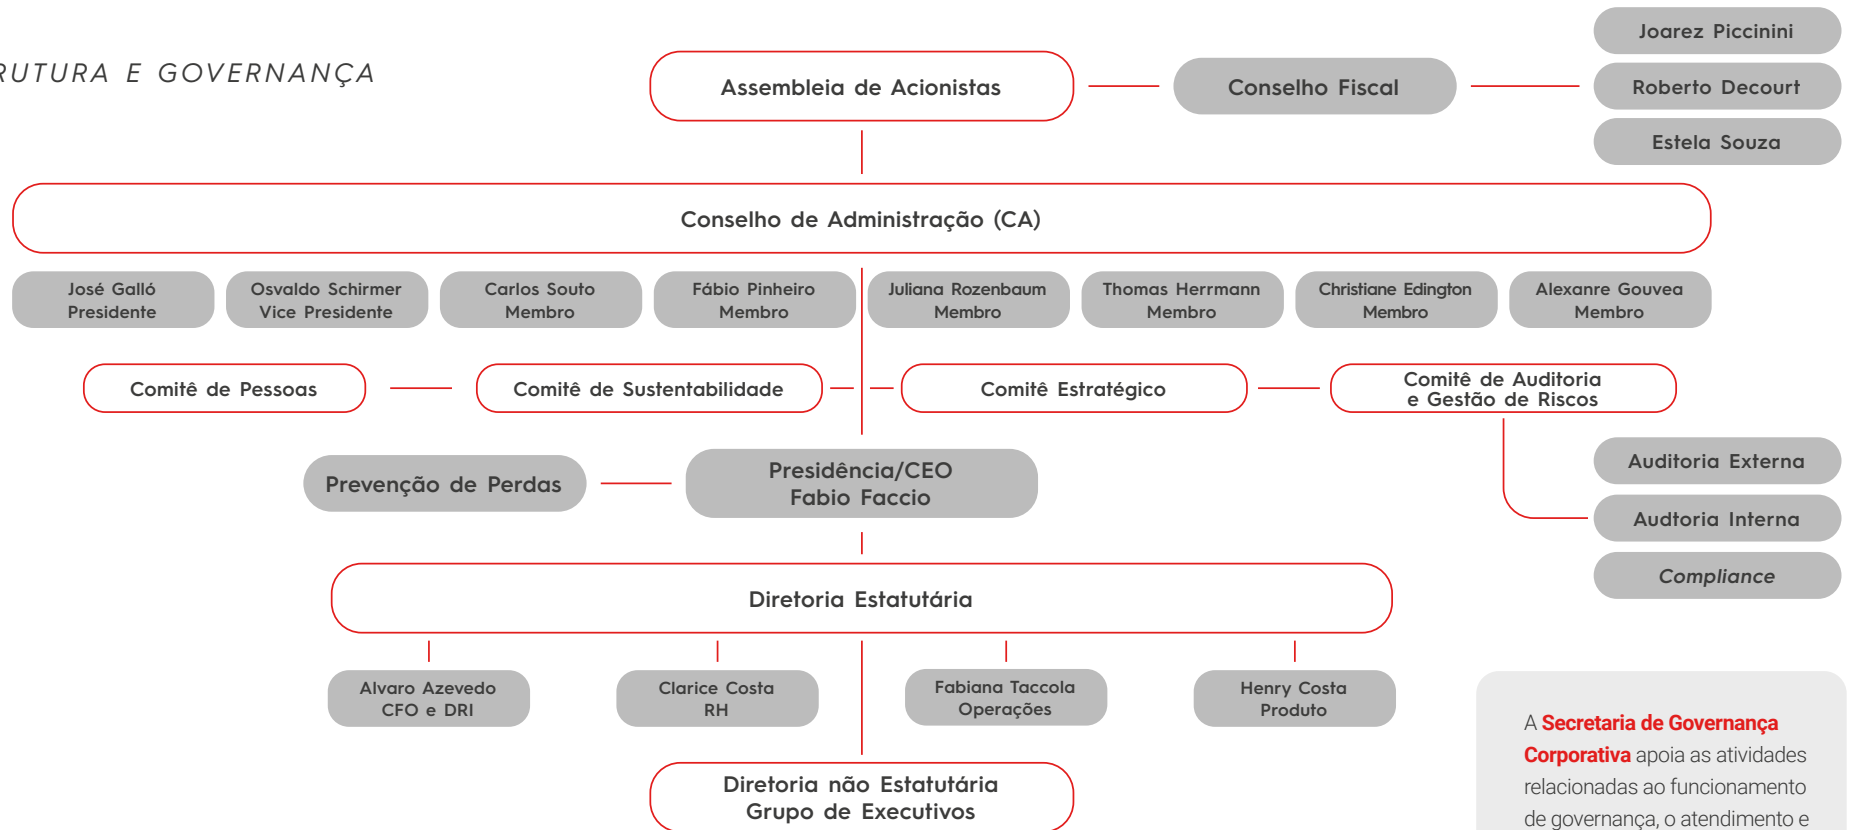 RUTURA E GOVERNANÇA
Assembleia de Acionistas
Conselho Fiscal
Joarez Piccinini
Roberto Decourt
Estela Souza
Conselho de Administração (CA)
José Galló
Presidente
Osvaldo Schirmer
Vice Presidente
Carlos Souto
Membro
Fábio Pinheiro
Membro
Juliana Rozenbaum
Membro
Thomas Herrmann
Membro
Christiane Edington
Membro
Alexanre Gouvea
Membro
Comitê de Pessoas
Comitê de Sustentabilidade
Comitê Estratégico
Comitê de Auditoria
e Gestão de Riscos
Prevenção de Perdas
Presidência/CEO
Fabio Faccio
Auditoria Externa
Audtoria Interna
Compliance
Diretoria Estatutária
Alvaro Azevedo
CFO e DRI
Clarice Costa
RH
Fabiana Taccola
Operações
Henry Costa
Produto
Diretoria não Estatutária
Grupo de Executivos
A Secretaria de Governança
Corporativa apoia as atividades
relacionadas ao funcionamento
de governança, o atendimento e